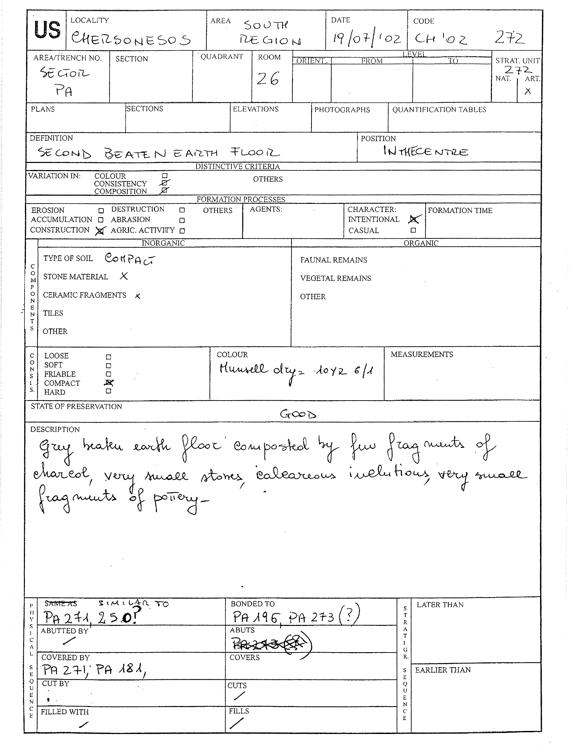 US
LOCALITY
CHERSONESOS
AREA SOUTH
REGION
DATE
19/07/'02
CODE
CH'02 272
AREA/TRENCH NO.
SECTOR
PA
SECTION
QUADRANT
ROOM
26
LEVEL
ORIENT. FROM TO
STRAT. UNIT
272
NAT. ART.
X
PLANS
SECTIONS
ELEVATIONS
PHOTOGRAPHS
QUANTIFICATION TABLES
DEFINITION
SECOND BEATEN EARTH FLOOR
POSITION
IN THE CENTRE
DISTINCTIVE CRITERIA
VARIATION IN: COLOUR
CONSISTENCY
COMPOSITION
OTHERS
FORMATION PROCESSES
EROSION DESTRUCTION OTHERS
ACCUMULATION ABRASION
CONSTRUCTION AGRIC. ACTIVITY
AGENTS:
CHARACTER:
INTENTIONAL
CASUAL
FORMATION TIME
INORGANIC
ORGANIC
COMPONENTS
TYPE OF SOIL COMPACT
STONE MATERIAL X
CERAMIC FRAGMENTS X
TILES
OTHER
FAUNAL REMAINS
VEGETAL REMAINS
OTHER
CONSIS.
LOOSE
SOFT
FRIABLE
COMPACT
HARD
COLOUR
Munsell dry= 10YR 6/1
MEASUREMENTS
STATE OF PRESERVATION
GOOD
DESCRIPTION
Grey beaten earth floor composted by few fragments of
charcol, very small stones, calcareous inclutions, very small
fragments of pottery-
PHYSICAL SEQUENCE
SAME AS SIMILAR TO
PA 271, 250?
BONDED TO
PA 196, PA 273 (?)
ABUTTED BY
/
ABUTS
COVERED BY
PA 271, PA 181,
COVERS
CUT BY
CUTS
/
FILLED WITH
/
FILLS
/
STRATIGR. SEQUENCE
LATER THAN
EARLIER THAN